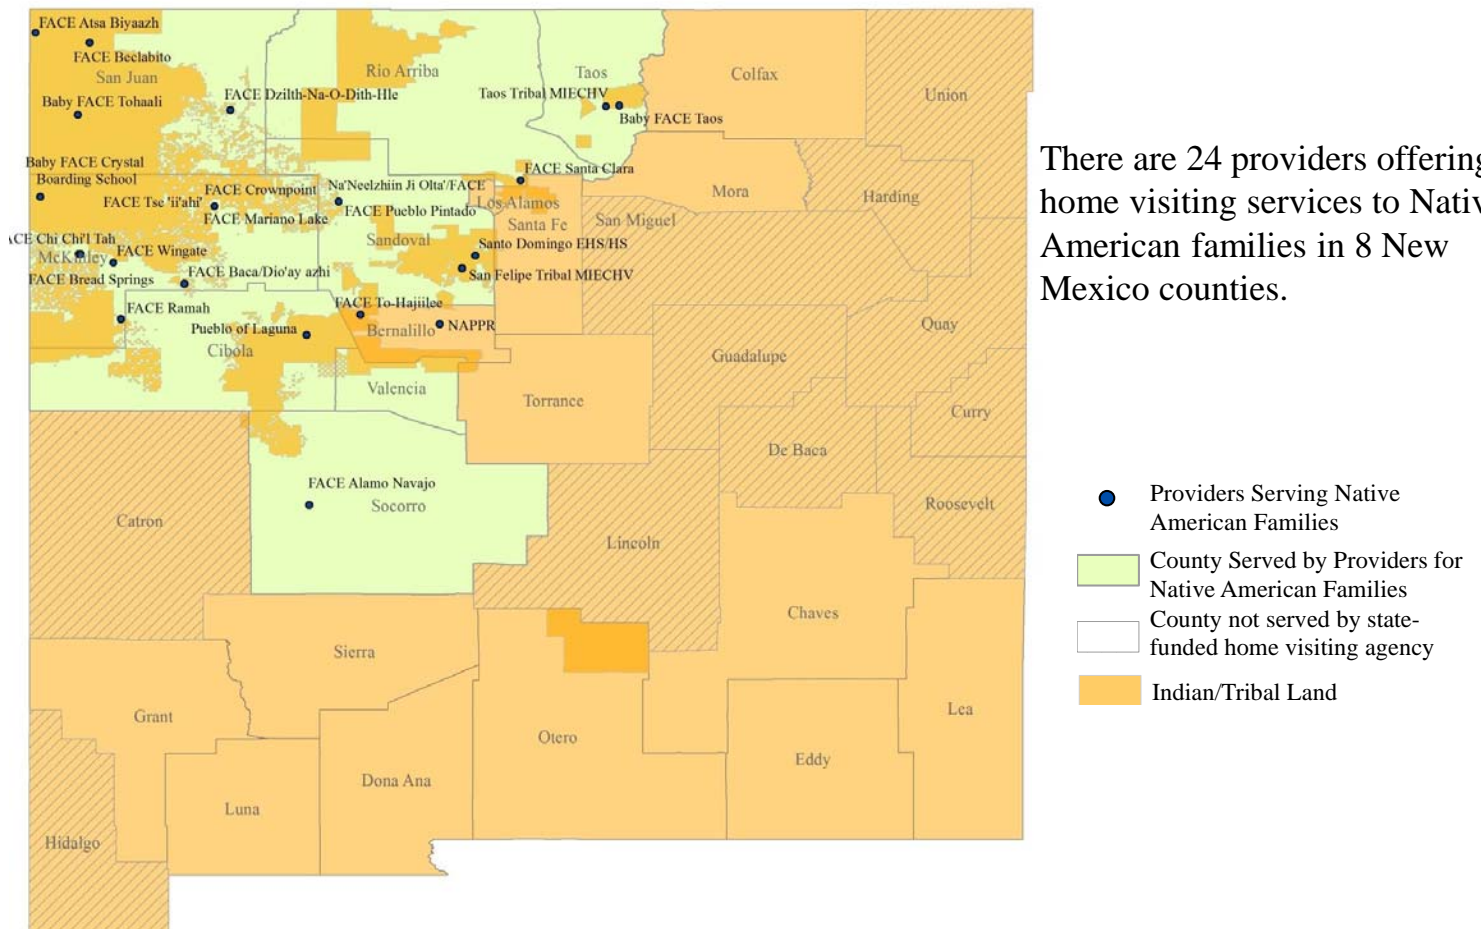 FACE Atsa Biyaazh
FACE Beclabito
San Juan
Rio Arriba
Taos
Colfax
Union
Baby FACE Tohaali
FACE Dzilth-Na-O-Dith-Hle
Taos Tribal MIECHV
Baby FACE Taos
There are 24 providers offering
home visiting services to Nativ
American families in 8 New
Mexico counties.
Baby FACE Crystal
Boarding School
FACE Santa Clara
FACE Crownpoint
Na'Neelzhiin Ji Olta'/FACE
Mora
Harding
FACE Tse 'ii'ahi'
FACE Mariano Lake
FACE Pueblo Pintado
Los Alamos
Santa Fe
San Miguel
ACE Chi Chi'l Tah
McKinley
FACE Wingate
Sandoval
Santo Domingo EHS/HS
FACE Bread Springs
FACE Baca/Dio'ay azhi
San Felipe Tribal MIECHV
FACE Ramah
FACE To-Hajiilee
Pueblo of Laguna
Bernalillo
NAPPR
Quay
Cibola
Guadalupe
Valencia
Torrance
Curry
De Baca
FACE Alamo Navajo
Socorro
Catron
Lincoln
Roosevelt
Providers Serving Native
American Families
County Served by Providers for
Native American Families
County not served by state-
funded home visiting agency
Indian/Tribal Land
Chaves
Sierra
Grant
Otero
Lea
Dona Ana
Eddy
Luna
Hidalgo